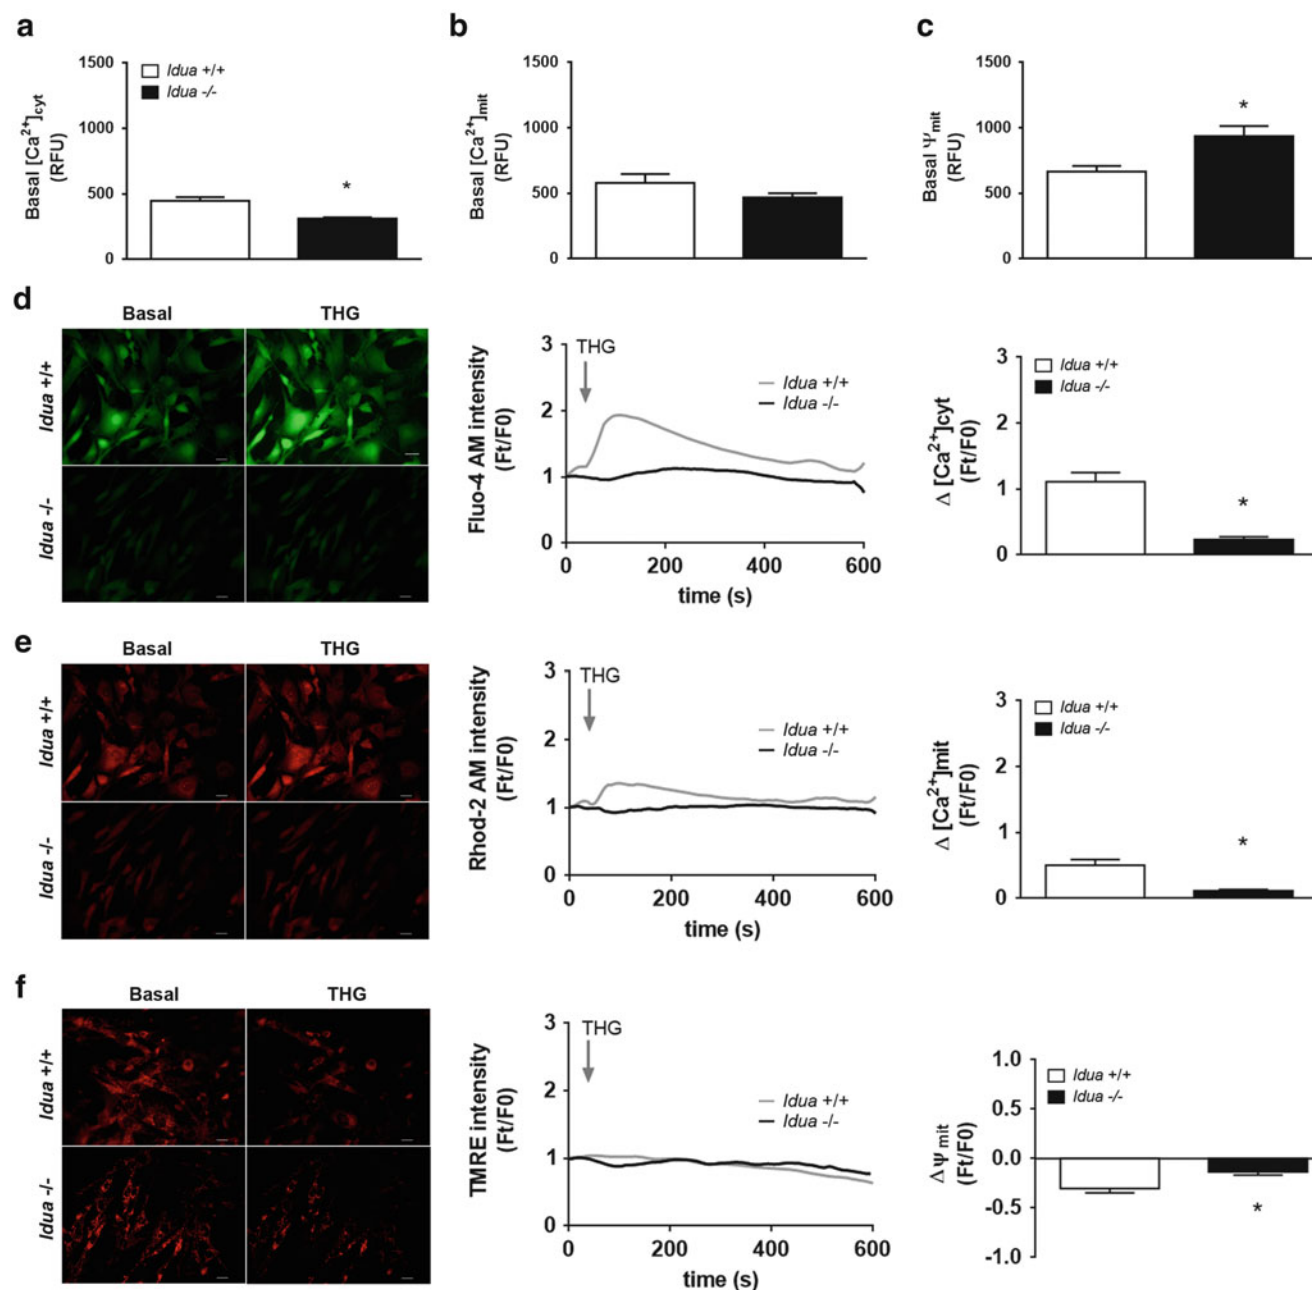 a
b
c
1500
1000
500
0
Basal [Ca²⁺]cyt
(RFU)
Idua +/+
Idua -/-
*
1500
1000
500
0
Basal [Ca²⁺]mit
(RFU)
1500
1000
500
0
Basal Ψmit
(RFU)
*
d
Basal
THG
Idua +/+
Idua -/-
3
2
1
0
Fluo-4 AM intensity
(Ft/F0)
THG
Idua +/+
Idua -/-
0
200
400
600
time (s)
3
2
1
0
Δ [Ca²⁺]cyt
(Ft/F0)
Idua +/+
Idua -/-
*
e
Basal
THG
Idua +/+
Idua -/-
3
2
1
0
Rhod-2 AM intensity
(Ft/F0)
THG
Idua +/+
Idua -/-
0
200
400
600
time (s)
3
2
1
0
Δ [Ca²⁺]mit
(Ft/F0)
Idua +/+
Idua -/-
*
f
Basal
THG
Idua +/+
Idua -/-
3
2
1
0
TMRE intensity
(Ft/F0)
THG
Idua +/+
Idua -/-
0
200
400
600
time (s)
1.0
0.5
0.0
-0.5
-1.0
ΔΨ mit
(Ft/F0)
Idua +/+
Idua -/-
*